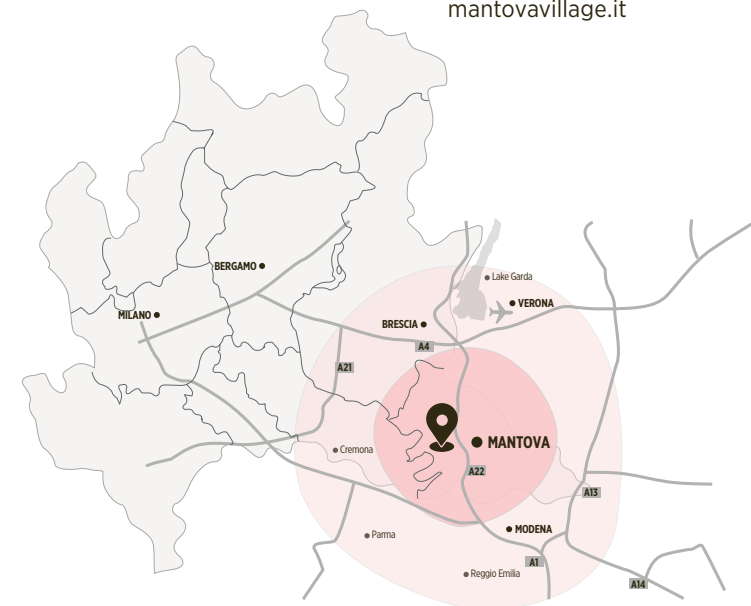 mantovavillage.it
Lake Garda
BERGAMO
VERONA
MILANO
BRESCIA
A4
A21
MANTOVA
Cremona
A22
A13
MODENA
Parma
A1
Reggio Emilia
A14